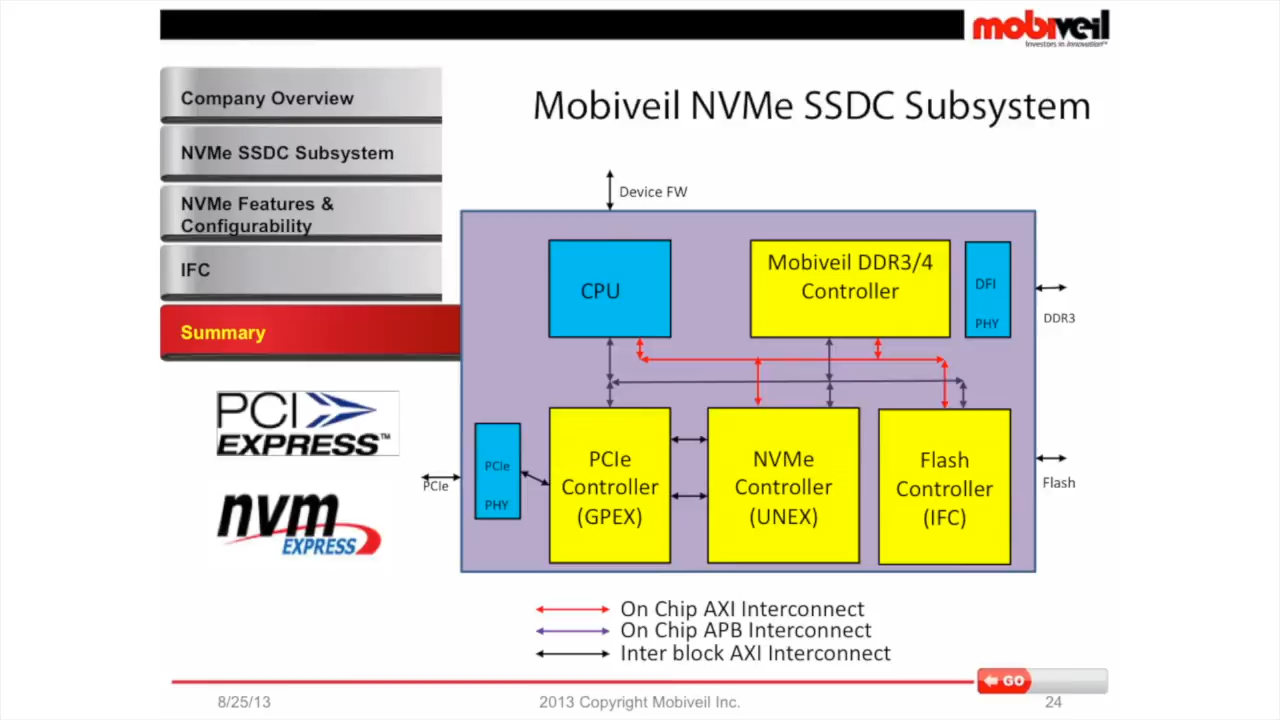 mobiveil
Investors in Innovation™
Company Overview
NVMe SSDC Subsystem
NVMe Features &
Configurability
IFC
Summary
Mobiveil NVMe SSDC Subsystem
Device FW
CPU
Mobiveil DDR3/4
Controller
DFI
PHY
DDR3
PCIe
PHY
PCIe
PCIe
Controller
(GPEX)
NVMe
Controller
(UNEX)
Flash
Controller
(IFC)
Flash
PCI
EXPRESS™
nvm
EXPRESS
On Chip AXI Interconnect
On Chip APB Interconnect
Inter block AXI Interconnect
GO
8/25/13
2013 Copyright Mobiveil Inc.
24